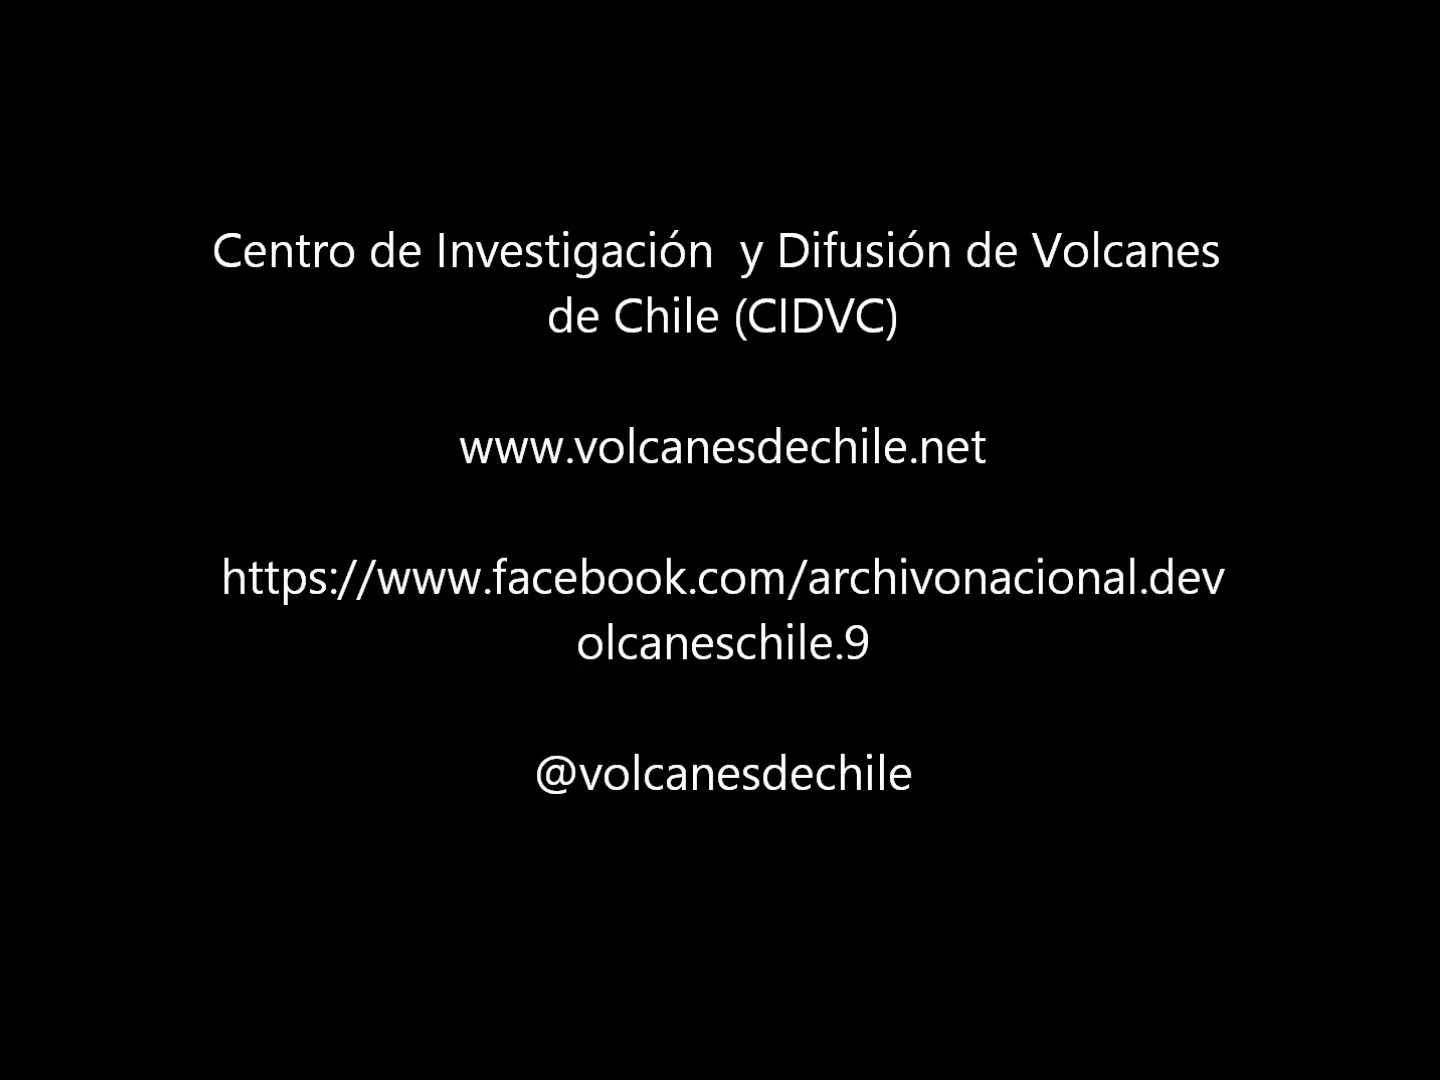 Centro de Investigación  y Difusión de Volcanes
de Chile (CIDVC)
www.volcanesdechile.net
https://www.facebook.com/archivonacional.dev
olcaneschile.9
@volcanesdechile